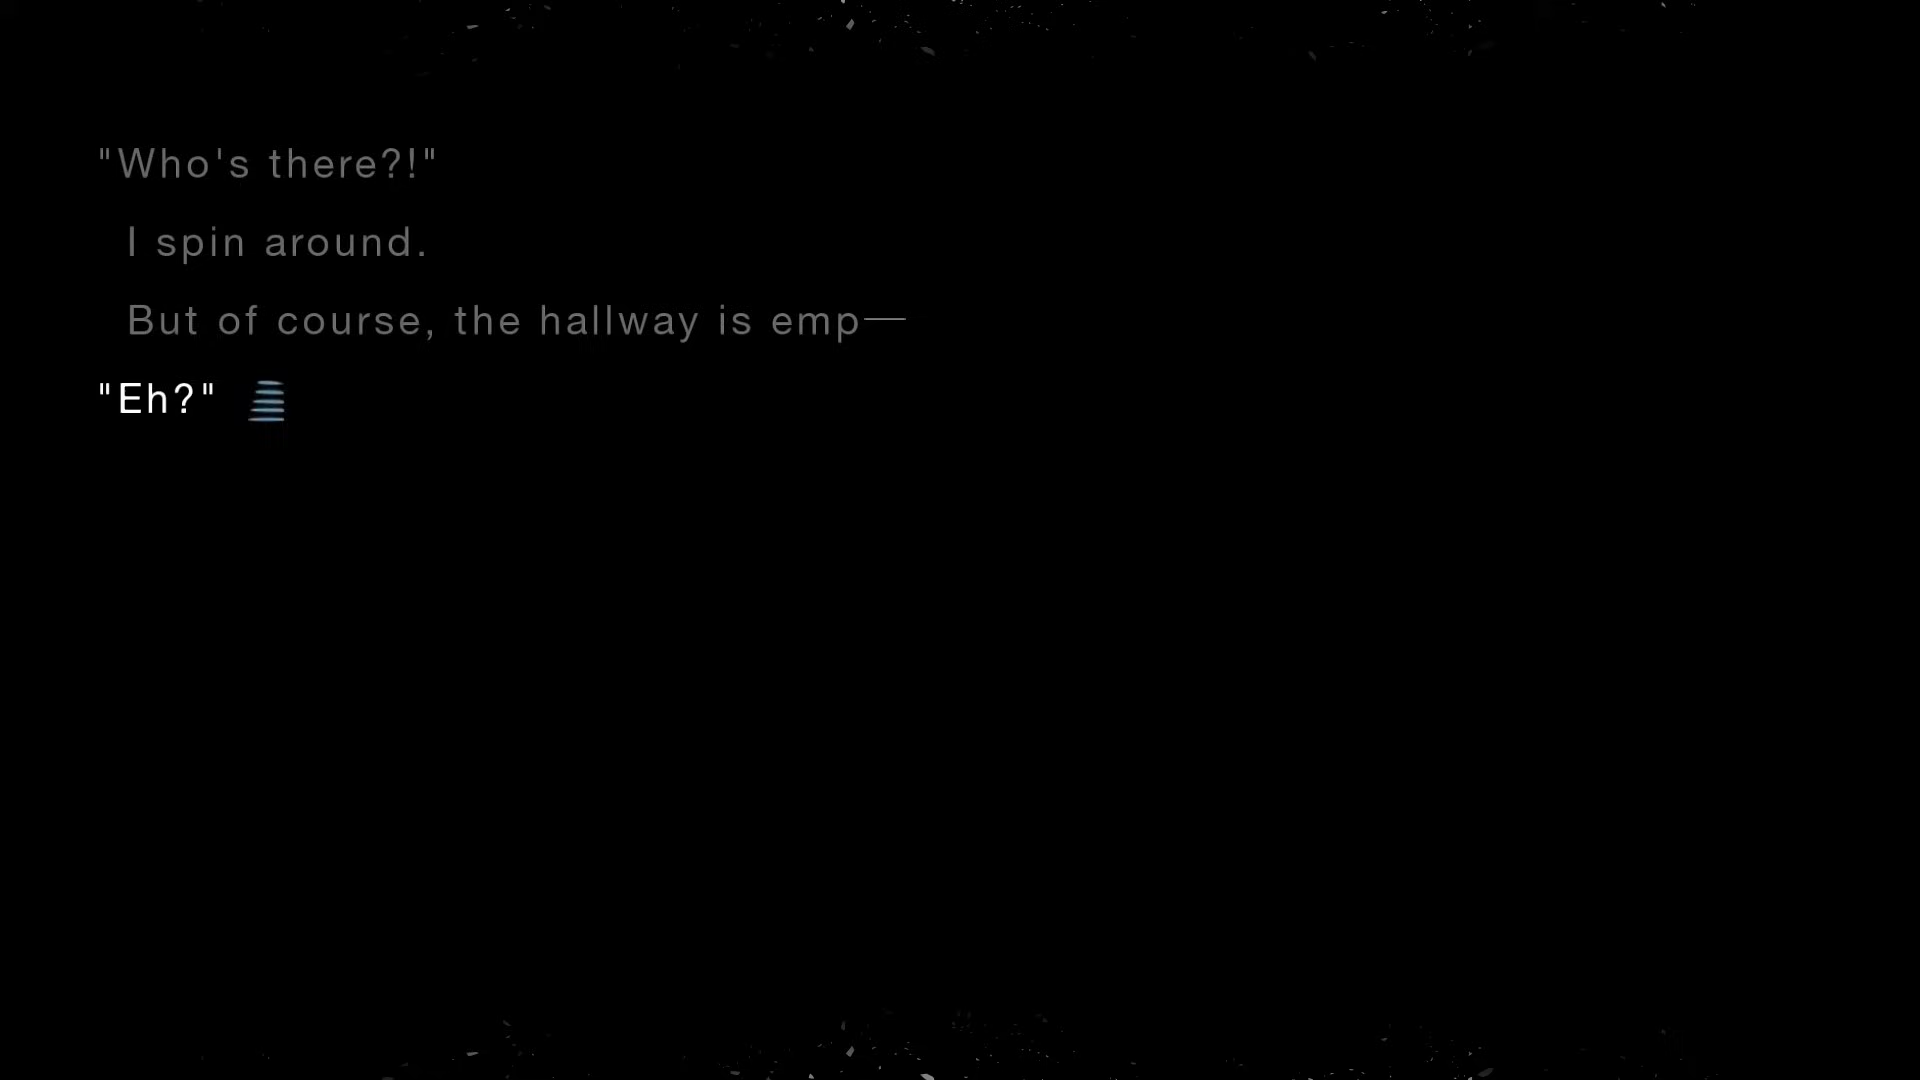 "Who's there?!"
I spin around.
But of course, the hallway is emp—
"Eh?"